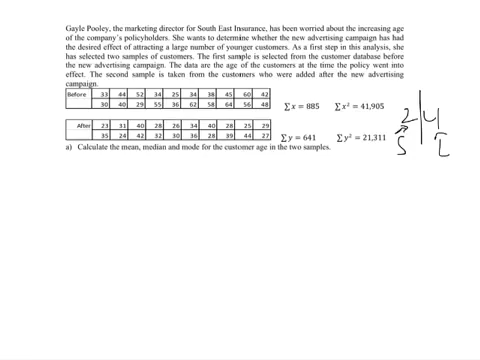 Gayle Pooley, the marketing director for South East Insurance, has been worried about the increasing age
of the company's policyholders. She wants to determine whether the new advertising campaign has had
the desired effect of attracting a large number of younger customers. As a first step in this analysis, she
has selected two samples of customers. The first sample is selected from the customer database before
the new advertising campaign. The data are the age of the customers at the time the policy went into
effect. The second sample is taken from the customers who were added after the new advertising
campaign.
Before 33 44 52 34 25 34 38 45 60 42
30 40 29 55 36 62 58 64 56 48
∑x = 885 ∑x² = 41,905
After 23 31 40 28 26 34 40 28 25 29
35 24 42 32 30 36 28 39 44 27
∑y = 641 ∑y² = 21,311
a) Calculate the mean, median and mode for the customer age in the two samples.
2 | 4
S L